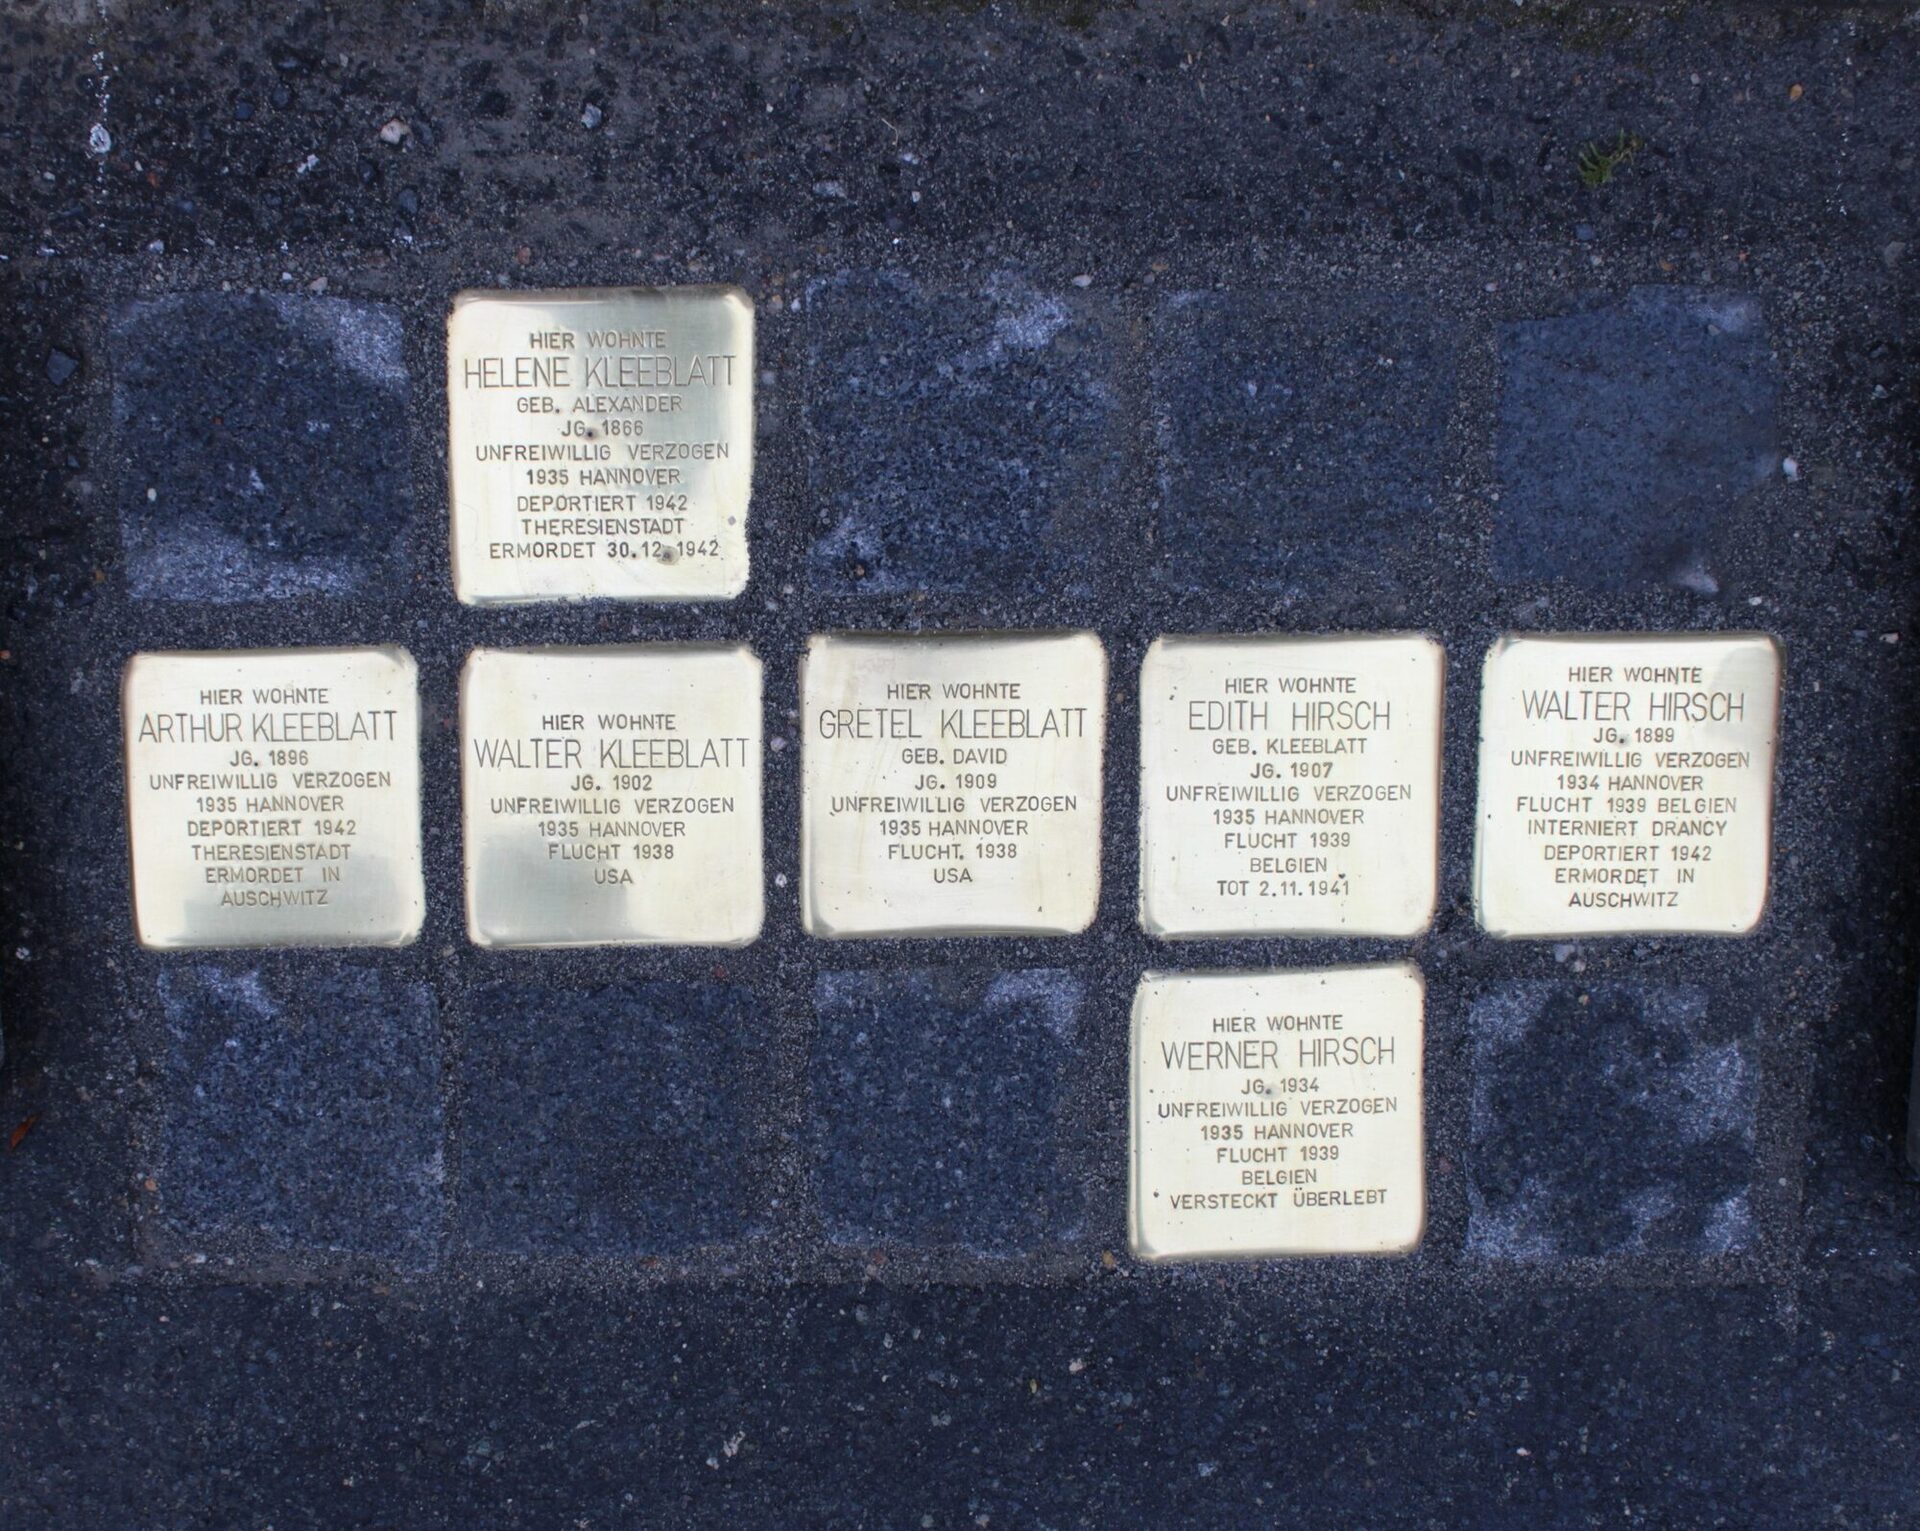 HIER WOHNTE
HELENE KLEEBLATT
GEB. ALEXANDER
JG. 1866
UNFREIWILLIG VERZOGEN
1935 HANNOVER
DEPORTIERT 1942
THERESIENSTADT
ERMORDET 30.12.1942
HIER WOHNTE
ARTHUR KLEEBLATT
JG. 1896
UNFREIWILLIG VERZOGEN
1935 HANNOVER
DEPORTIERT 1942
THERESIENSTADT
ERMORDET IN
AUSCHWITZ
HIER WOHNTE
WALTER KLEEBLATT
JG. 1902
UNFREIWILLIG VERZOGEN
1935 HANNOVER
FLUCHT 1938
USA
HIER WOHNTE
GRETEL KLEEBLATT
GEB. DAVID
JG. 1909
UNFREIWILLIG VERZOGEN
1935 HANNOVER
FLUCHT 1938
USA
HIER WOHNTE
EDITH HIRSCH
GEB. KLEEBLATT
JG. 1907
UNFREIWILLIG VERZOGEN
1935 HANNOVER
FLUCHT 1939
BELGIEN
TOT 2.11.1941
HIER WOHNTE
WALTER HIRSCH
JG. 1899
UNFREIWILLIG VERZOGEN
1934 HANNOVER
FLUCHT 1939 BELGIEN
INTERNIERT DRANCY
DEPORTIERT 1942
ERMORDET IN
AUSCHWITZ
HIER WOHNTE
WERNER HIRSCH
JG. 1934
UNFREIWILLIG VERZOGEN
1935 HANNOVER
FLUCHT 1939
BELGIEN
VERSTECKT ÜBERLEBT